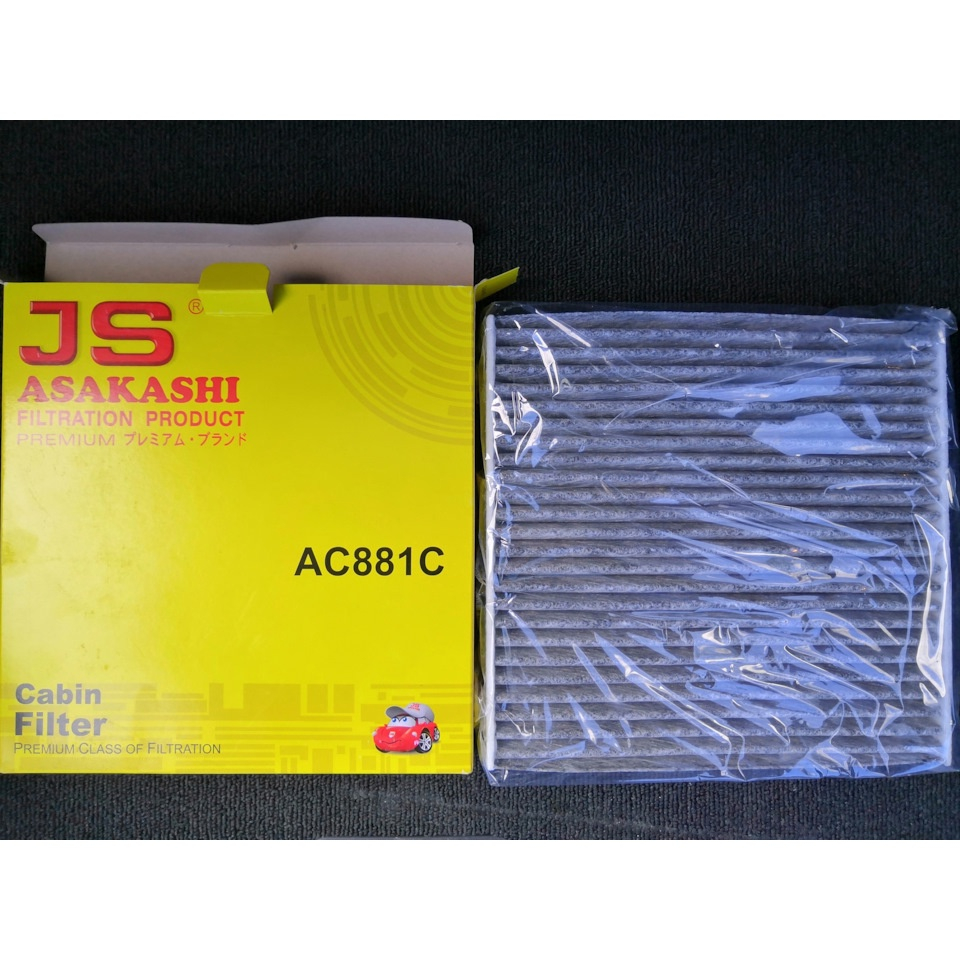 JS ®
ASAKASHI
FILTRATION PRODUCT
PREMIUM プレミアム・ブランド
AC881C
Cabin
Filter
PREMIUM CLASS OF FILTRATION